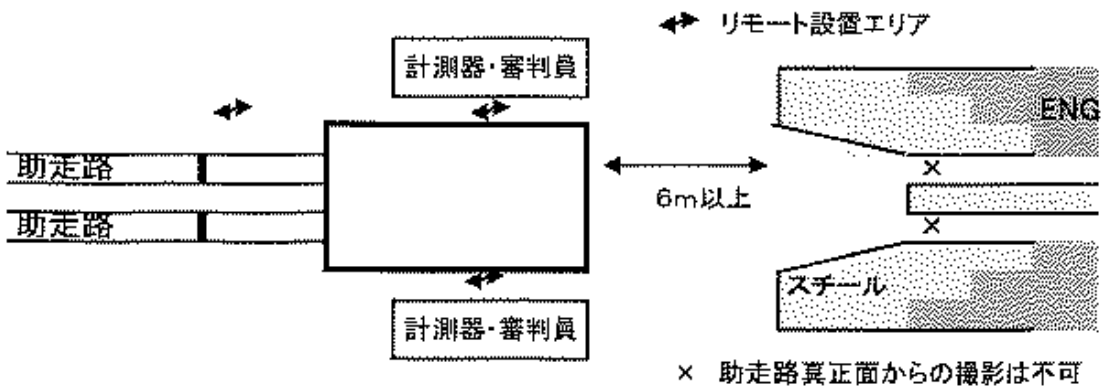 リモート設置エリア
計測器・審判員
ENG
助走路
6m以上
助走路
スチール
計測器・審判員
× 助走路真正面からの撮影は不可